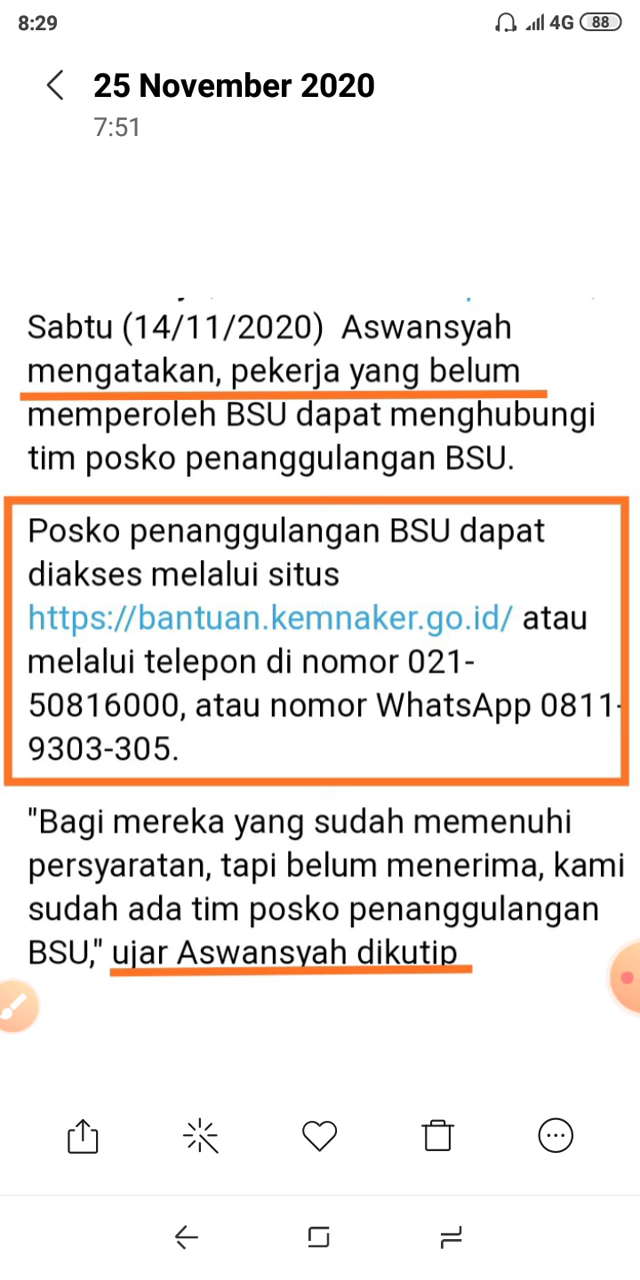 8:29
4G 88
25 November 2020
7:51
Sabtu (14/11/2020) Aswansyah
mengatakan, pekerja yang belum
memperoleh BSU dapat menghubungi
tim posko penanggulangan BSU.
Posko penanggulangan BSU dapat
diakses melalui situs
https://bantuan.kemnaker.go.id/ atau
melalui telepon di nomor 021-
50816000, atau nomor WhatsApp 0811-
9303-305.
"Bagi mereka yang sudah memenuhi
persyaratan, tapi belum menerima, kami
sudah ada tim posko penanggulangan
BSU," ujar Aswansyah dikutip